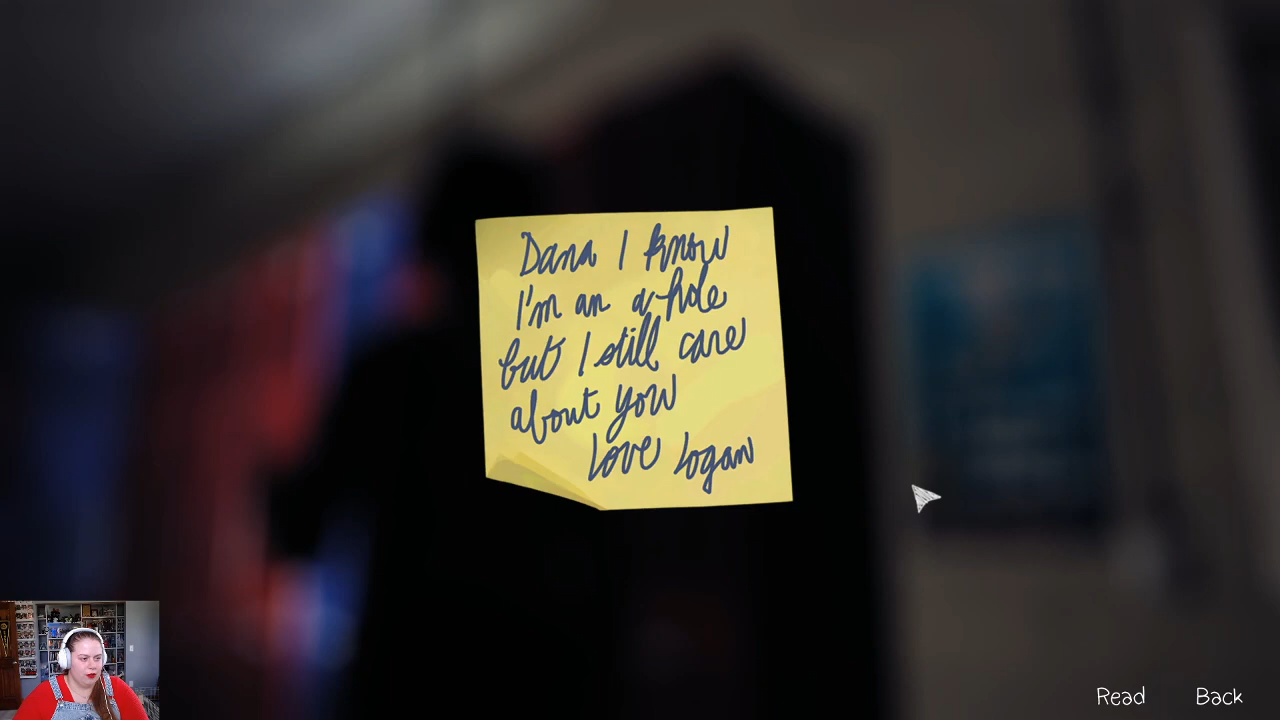 Dana I know
I'm an a-hole
but I still care
about you
Love Logan
Read Back